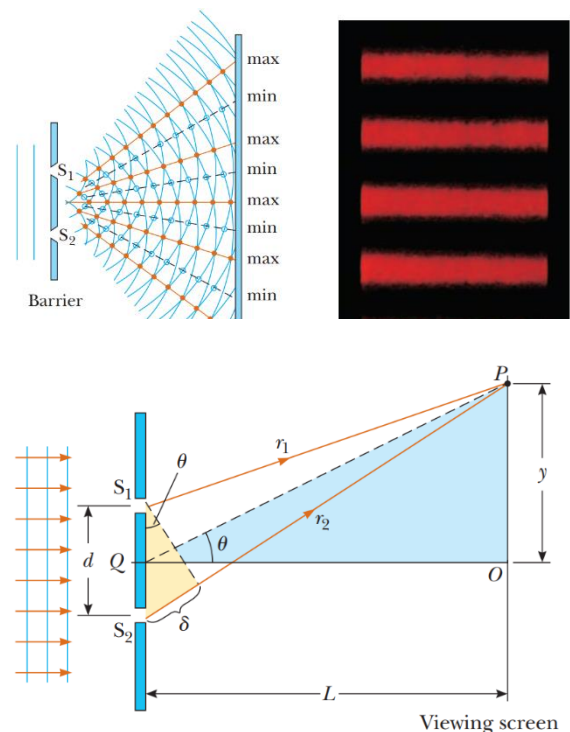 max
min
max
S₁
min
max
S₂
min
max
Barrier
min
P
r₁
θ
S₁
y
r₂
θ
d
Q
O
S₂
δ
L
Viewing screen